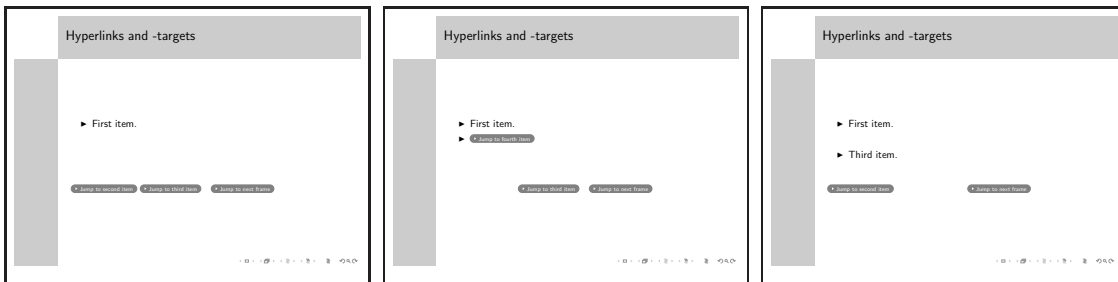 Hyperlinks and -targets
First item.
Jump to second item Jump to third item Jump to next frame
Hyperlinks and -targets
First item.
Jump to fourth item
Jump to third item Jump to next frame
Hyperlinks and -targets
First item.
Third item.
Jump to second item Jump to next frame